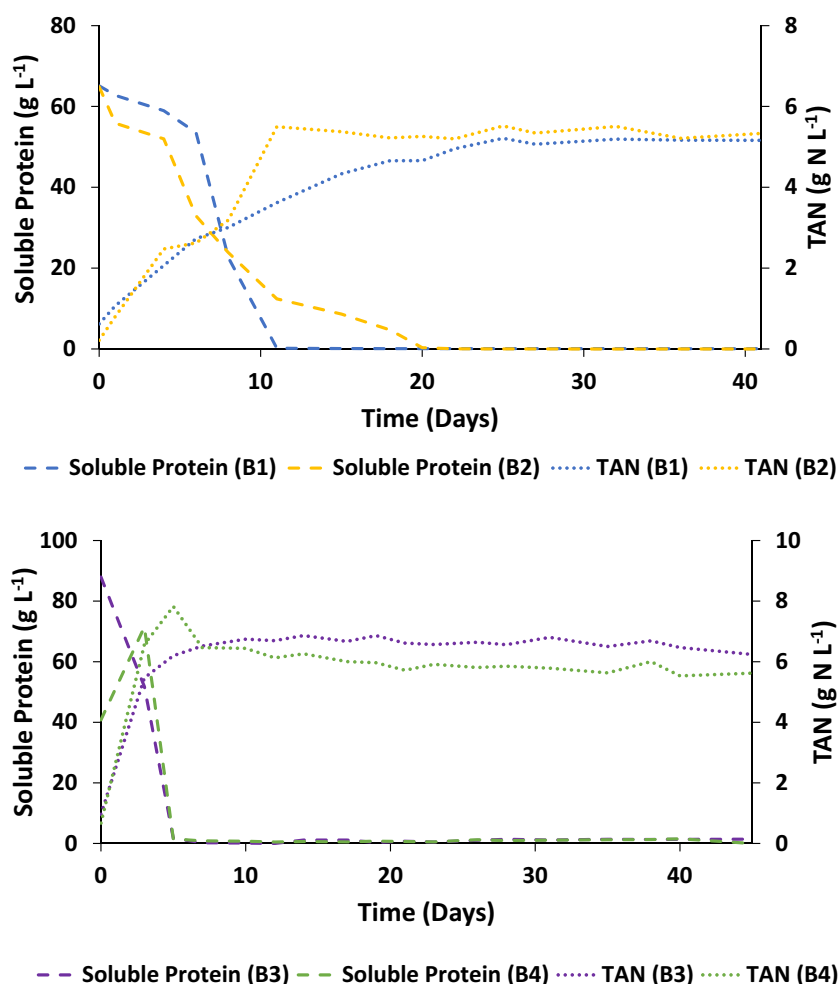 80
60
40
20
0
Soluble Protein (g L⁻¹)
8
6
4
2
0
TAN (g N L⁻¹)
0 10 20 30 40
Time (Days)
Soluble Protein (B1) Soluble Protein (B2) TAN (B1) TAN (B2)
100
80
60
40
20
0
Soluble Protein (g L⁻¹)
10
8
6
4
2
0
TAN (g N L⁻¹)
0 10 20 30 40
Time (Days)
Soluble Protein (B3) Soluble Protein (B4) TAN (B3) TAN (B4)